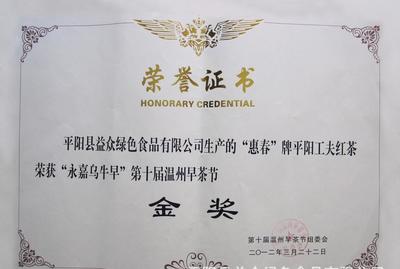 荣誉证书
HONORARY CREDENTIAL
平阳县益众绿色食品有限公司生产的“惠春”牌平阳工夫红茶
荣获“永嘉乌牛早”第十届温州早茶节
金奖
第十届温州早茶节组委会
二〇一二年三月二十二日